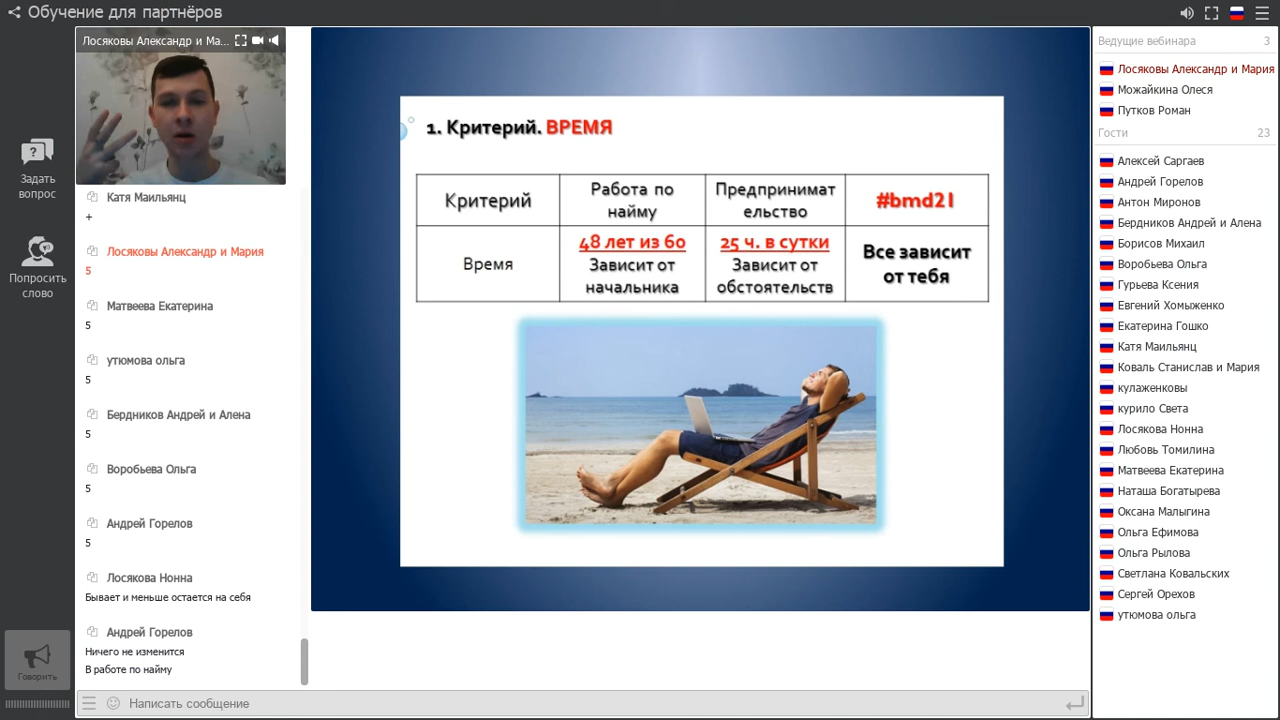 Обучение для партнёров
Лосяковы Александр и Ма...
Задать
вопрос
Попросить
слово
Говорить
Катя Маильянц
+
Лосяковы Александр и Мария
5
Матвеева Екатерина
5
утюмова ольга
5
Бердников Андрей и Алена
5
Воробьева Ольга
5
Андрей Горелов
5
Лосякова Нонна
Бывает и меньше остается на себя
Андрей Горелов
Ничего не изменится
В работе по найму
Написать сообщение
1. Критерий. ВРЕМЯ
Критерий
Работа по
найму
Предпринимат
ельство
#bmd21
Время
48 лет из 60
Зависит от
начальника
25 ч. в сутки
Зависит от
обстоятельств
Все зависит
от тебя
Ведущие вебинара 3
Лосяковы Александр и Мария
Можайкина Олеся
Путков Роман
Гости 23
Алексей Саргаев
Андрей Горелов
Антон Миронов
Бердников Андрей и Алена
Борисов Михаил
Воробьева Ольга
Гурьева Ксения
Евгений Хомыженко
Екатерина Гошко
Катя Маильянц
Коваль Станислав и Мария
кулаженковы
курило Света
Лосякова Нонна
Любовь Томилина
Матвеева Екатерина
Наташа Богатырева
Оксана Малыгина
Ольга Ефимова
Ольга Рылова
Светлана Ковальских
Сергей Орехов
утюмова ольга